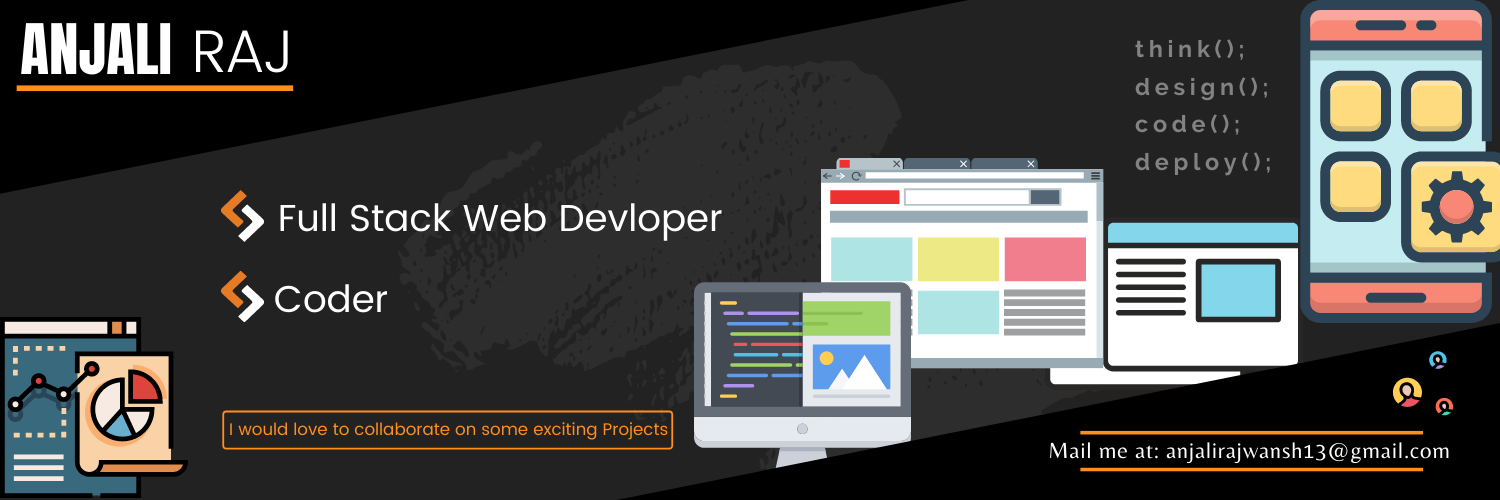 ANJALI RAJ
think();
design();
code();
deploy();
Full Stack Web Devloper
Coder
I would love to collaborate on some exciting Projects
Mail me at: anjalirajwansh13@gmail.com